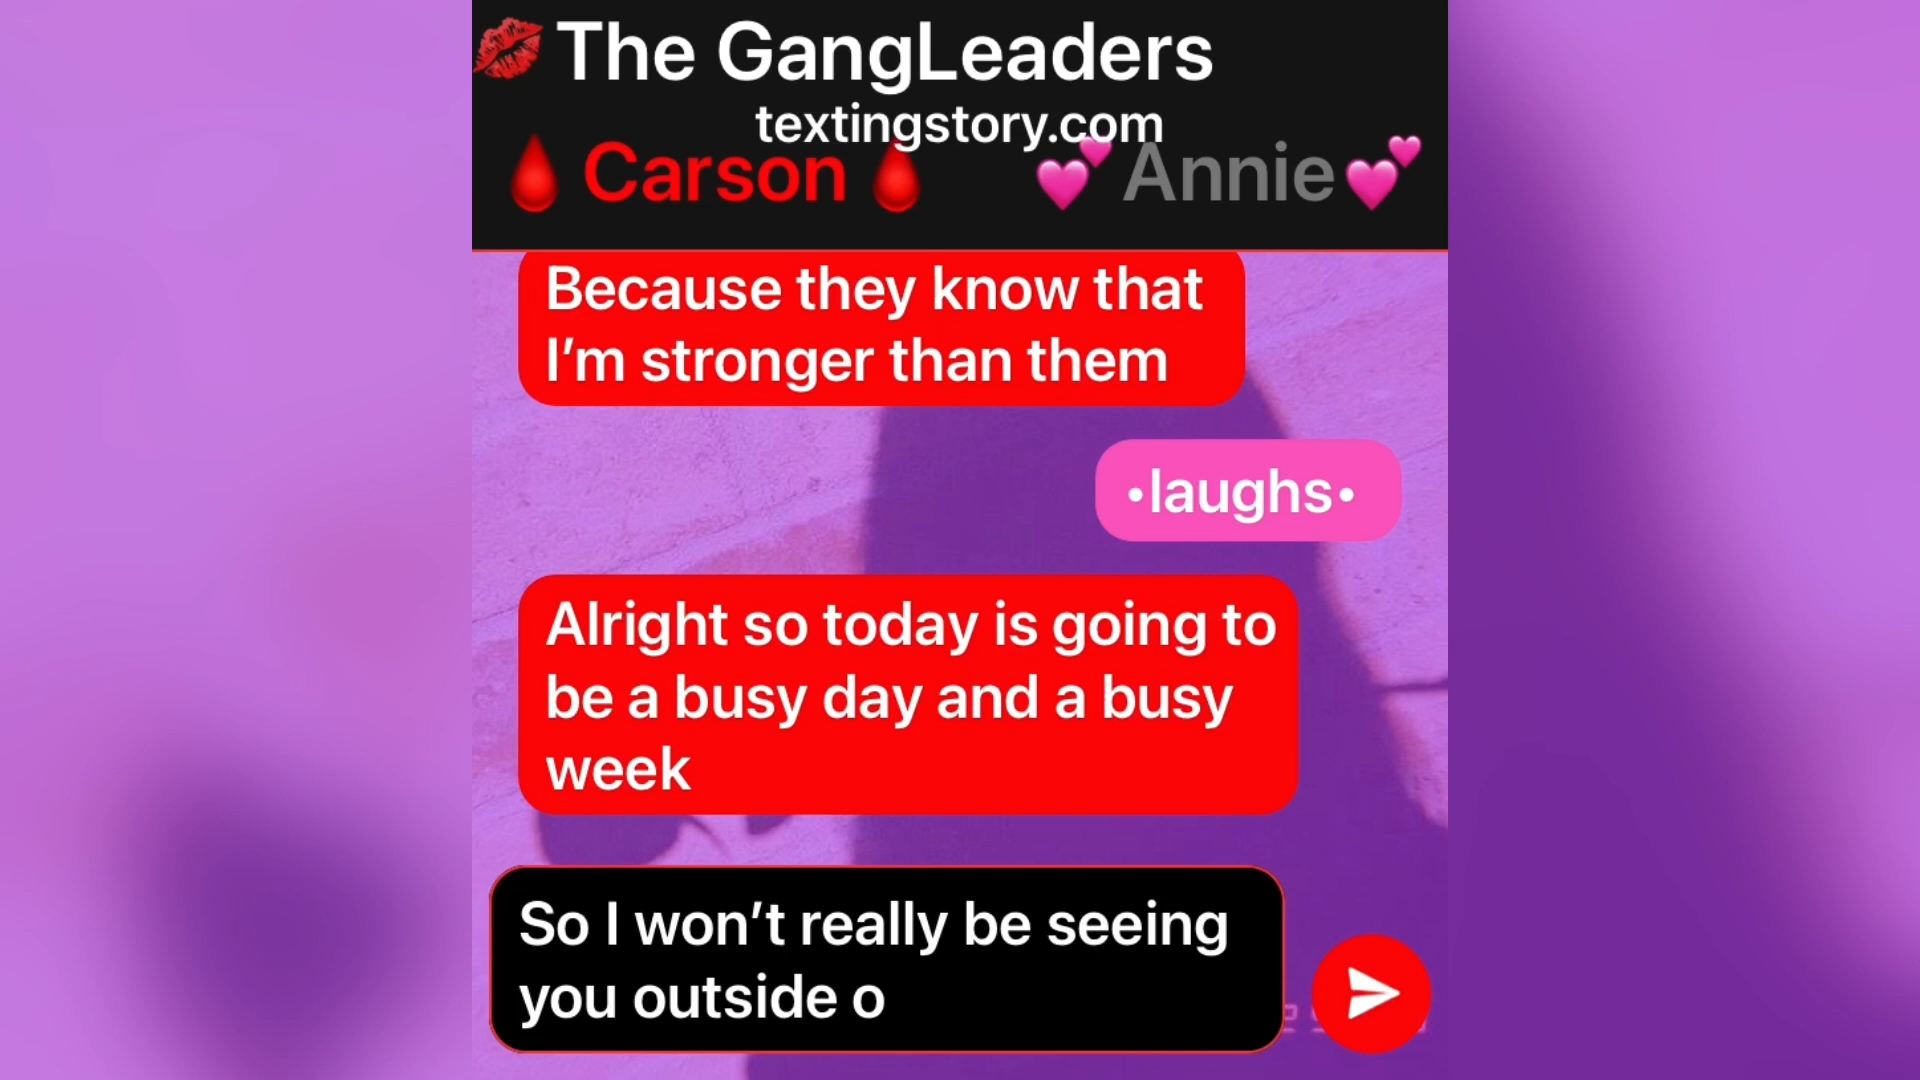 💋The GangLeaders
textingstory.com
🩸Carson🩸 💕Annie💕
Because they know that
I’m stronger than them
•laughs•
Alright so today is going to
be a busy day and a busy
week
So I won’t really be seeing
you outside o